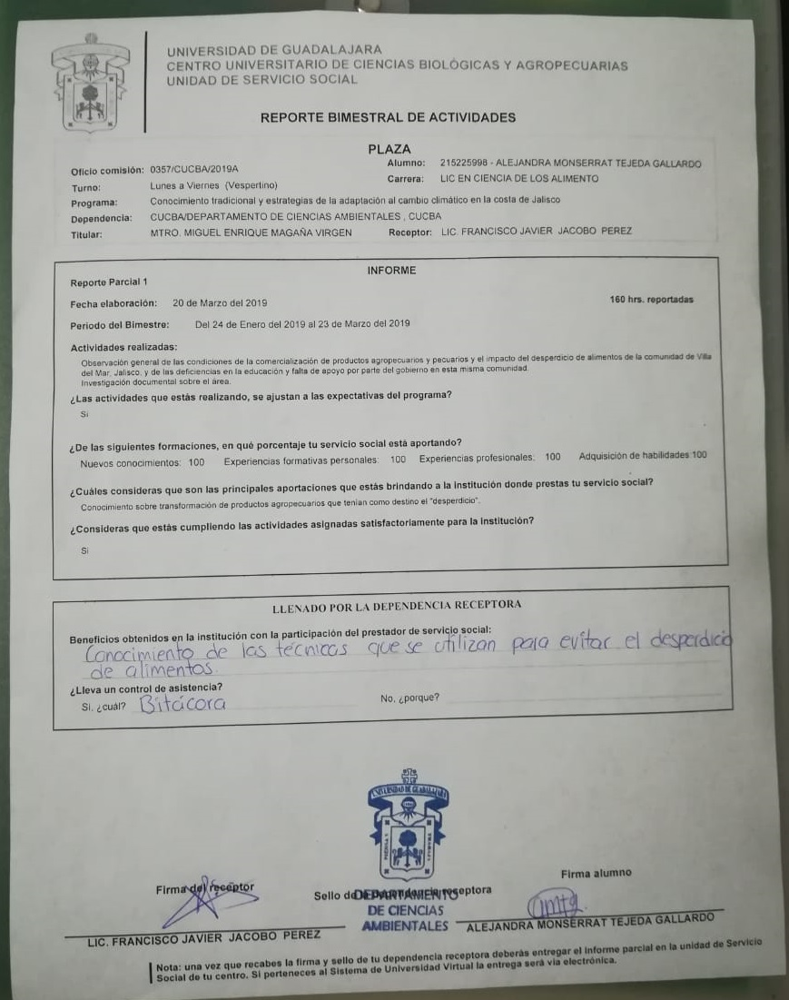 UNIVERSIDAD DE GUADALAJARA
CENTRO UNIVERSITARIO DE CIENCIAS BIOLÓGICAS Y AGROPECUARIAS
UNIDAD DE SERVICIO SOCIAL
REPORTE BIMESTRAL DE ACTIVIDADES
PLAZA
Oficio comisión: 0357/CUCBA/2019A Alumno: 215225998 - ALEJANDRA MONSERRAT TEJEDA GALLARDO
Turno: Lunes a Viernes (Vespertino) Carrera: LIC EN CIENCIA DE LOS ALIMENTO
Programa: Conocimiento tradicional y estrategias de la adaptación al cambio climático en la costa de Jalisco
Dependencia: CUCBA/DEPARTAMENTO DE CIENCIAS AMBIENTALES , CUCBA
Titular: MTRO. MIGUEL ENRIQUE MAGAÑA VIRGEN Receptor: LIC. FRANCISCO JAVIER JACOBO PEREZ
INFORME
Reporte Parcial 1
Fecha elaboración: 20 de Marzo del 2019 160 hrs. reportadas
Periodo del Bimestre: Del 24 de Enero del 2019 al 23 de Marzo del 2019
Actividades realizadas:
Observación general de las condiciones de la comercialización de productos agropecuarios y pecuarios y el impacto del desperdicio de alimentos de la comunidad de Villa
del Mar, Jalisco, y de las deficiencias en la educación y falta de apoyo por parte del gobierno en esta misma comunidad.
Investigación documental sobre el área.
¿Las actividades que estás realizando, se ajustan a las expectativas del programa?
Si
¿De las siguientes formaciones, en qué porcentaje tu servicio social está aportando?
Nuevos conocimientos: 100 Experiencias formativas personales: 100 Experiencias profesionales: 100 Adquisición de habilidades:100
¿Cuáles consideras que son las principales aportaciones que estás brindando a la institución donde prestas tu servicio social?
Conocimiento sobre transformación de productos agropecuarios que tenian como destino el "desperdicio".
¿Consideras que estás cumpliendo las actividades asignadas satisfactoriamente para la institución?
Si
LLENADO POR LA DEPENDENCIA RECEPTORA
Beneficios obtenidos en la institución con la participación del prestador de servicio social:
Conocimiento de las técnicas que se utilizan para evitar el desperdicio
de alimentos.
¿Lleva un control de asistencia?
Si. ¿cuál? Bitácora No, ¿porque?
UNIVERSIDAD DE GUADALAJARA
Firma alumno
Firma del receptor
Sello de Dependencia receptora
DEPARTAMENTO
DE CIENCIAS
AMBIENTALES
amtg.
LIC. FRANCISCO JAVIER JACOBO PEREZ ALEJANDRA MONSERRAT TEJEDA GALLARDO
Nota: una vez que recabes la firma y sello de tu dependencia receptora deberás entregar el Informe parcial en la unidad de Servicio
Social de tu centro. Si perteneces al Sistema de Universidad Virtual la entrega será vía electrónica.